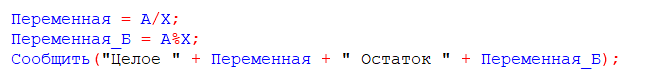 Переменная = А/Х;
Переменная_Б = А%Х;
Сообщить("Целое " + Переменная + " Остаток " + Переменная_Б);